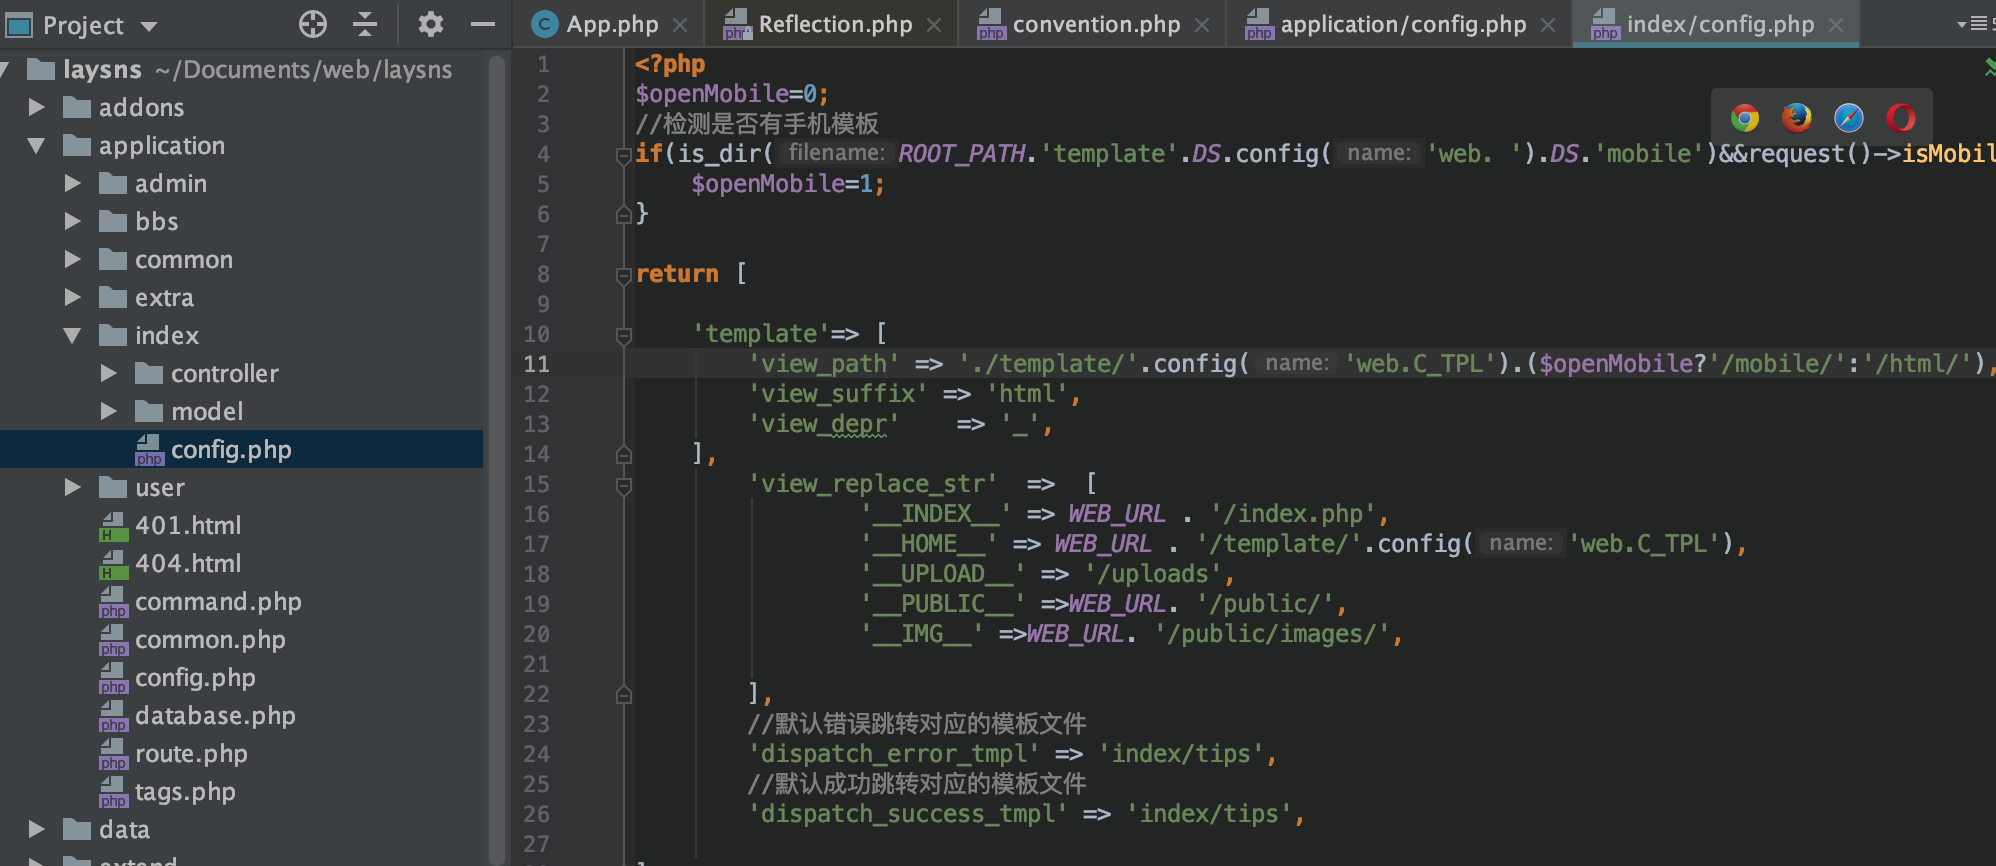 Project
App.php
Reflection.php
convention.php
application/config.php
index/config.php
laysns ~/Documents/web/laysns
addons
application
admin
bbs
common
extra
index
controller
model
config.php
user
401.html
404.html
command.php
common.php
config.php
database.php
route.php
tags.php
data
1 <?php
2 $openMobile=0;
3 //检测是否有手机模板
4 if(is_dir( filename: ROOT_PATH.'template'.DS.config( name: 'web. ').DS.'mobile')&&request()->isMobil
5 $openMobile=1;
6 }
7
8 return [
9
10 'template'=> [
11 'view_path' => './template/'.config( name: 'web.C_TPL').($openMobile?'/mobile/':'/html/'),
12 'view_suffix' => 'html',
13 'view_depr' => '_',
14 ],
15 'view_replace_str' => [
16 '__INDEX__' => WEB_URL . '/index.php',
17 '__HOME__' => WEB_URL . '/template/'.config( name: 'web.C_TPL'),
18 '__UPLOAD__' => '/uploads',
19 '__PUBLIC__' =>WEB_URL. '/public/',
20 '__IMG__' =>WEB_URL. '/public/images/',
21
22 ],
23 //默认错误跳转对应的模板文件
24 'dispatch_error_tmpl' => 'index/tips',
25 //默认成功跳转对应的模板文件
26 'dispatch_success_tmpl' => 'index/tips',
27